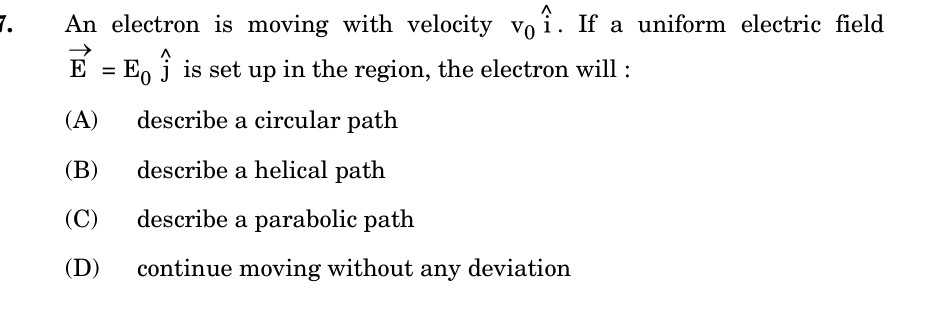 7. An electron is moving with velocity v₀ î. If a uniform electric field
E⃗ = E₀ ĵ is set up in the region, the electron will :
(A) describe a circular path
(B) describe a helical path
(C) describe a parabolic path
(D) continue moving without any deviation